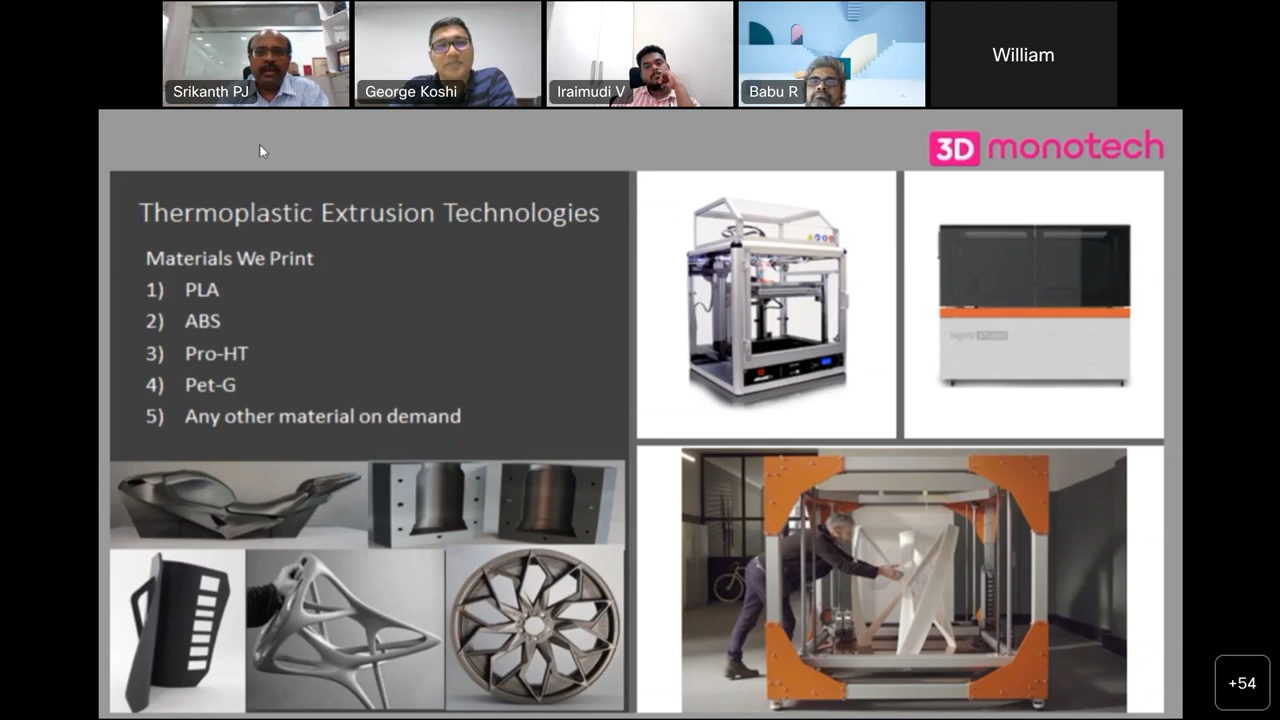 Srikanth PJ
George Koshi
Iraimudi V
Babu R
William
3D monotech
Thermoplastic Extrusion Technologies
Materials We Print
1) PLA
2) ABS
3) Pro-HT
4) Pet-G
5) Any other material on demand
STUDIO
+54